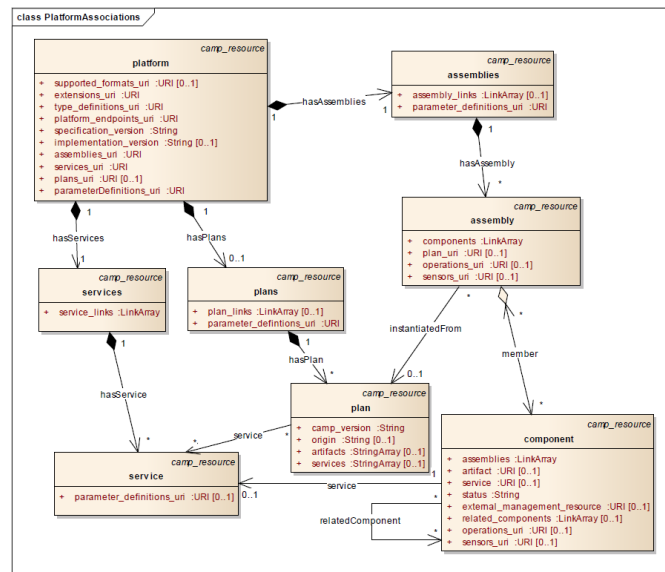 class PlatformAssociations
camp_resource
platform
+ supported_formats_uri :URI [0..1]
+ extensions_uri :URI
+ type_definitions_uri :URI
+ platform_endpoints_uri :URI
+ specification_version :String
+ implementation_version :String [0..1]
+ assemblies_uri :URI
+ services_uri :URI
+ plans_uri :URI [0..1]
+ parameterDefinitions_uri :URI
camp_resource
assemblies
+ assembly_links :LinkArray [0..1]
+ parameter_definitions_uri :URI
1
hasAssemblies
1
1
hasAssembly
*
camp_resource
assembly
+ components :LinkArray
+ plan_uri :URI [0..1]
+ operations_uri :URI [0..1]
+ sensors_uri :URI [0..1]
1
hasServices
1
1
hasPlans
0..1
camp_resource
services
+ service_links :LinkArray
camp_resource
plans
+ plan_links :LinkArray [0..1]
+ parameter_defintions_uri :URI
*
instantiatedFrom
0..1
*
member
*
1
hasService
*
1
hasPlan
*
camp_resource
plan
+ camp_version :String
+ origin :String [0..1]
+ artifacts :StringArray [0..1]
+ services :StringArray [0..1]
*
service
*
camp_resource
service
+ parameter_definitions_uri :URI [0..1]
camp_resource
component
+ assemblies :LinkArray
+ artifact :URI [0..1]
+ service :URI [0..1]
+ status :String
+ external_management_resource :URI [0..1]
+ related_components :LinkArray [0..1]
+ operations_uri :URI [0..1]
+ sensors_uri :URI [0..1]
1
service
0..1
*
relatedComponent
*